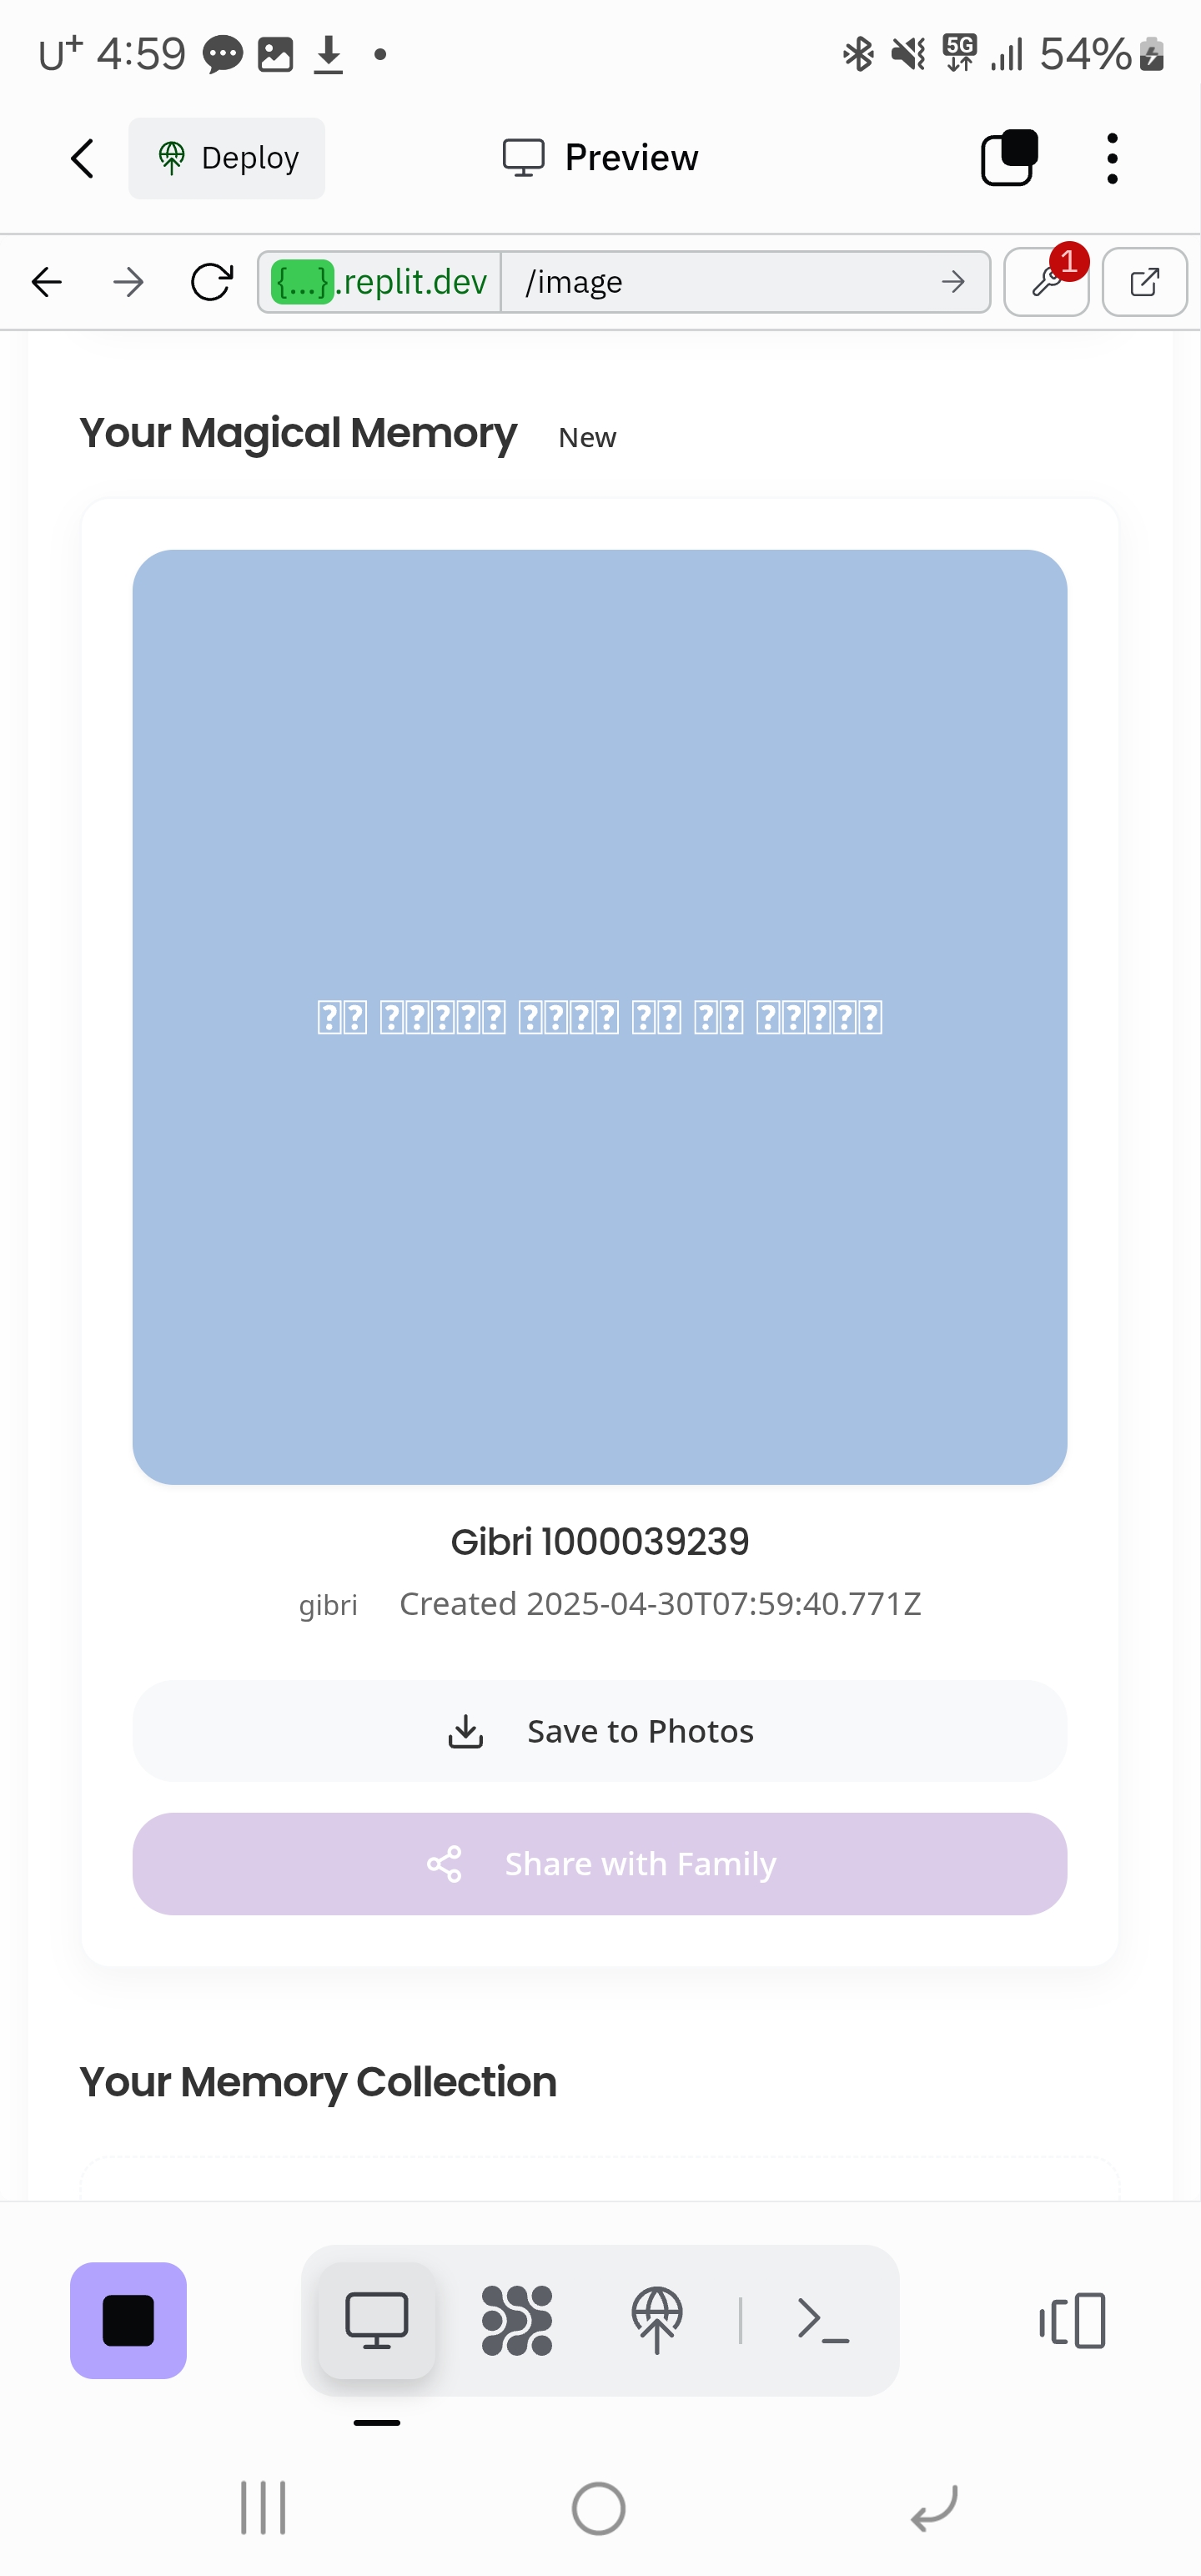 U+ 4:59 5G 54%
Deploy Preview
{...}.replit.dev /image 1
Your Magical Memory New
Gibri 1000039239
gibri Created 2025-04-30T07:59:40.771Z
Save to Photos
Share with Family
Your Memory Collection